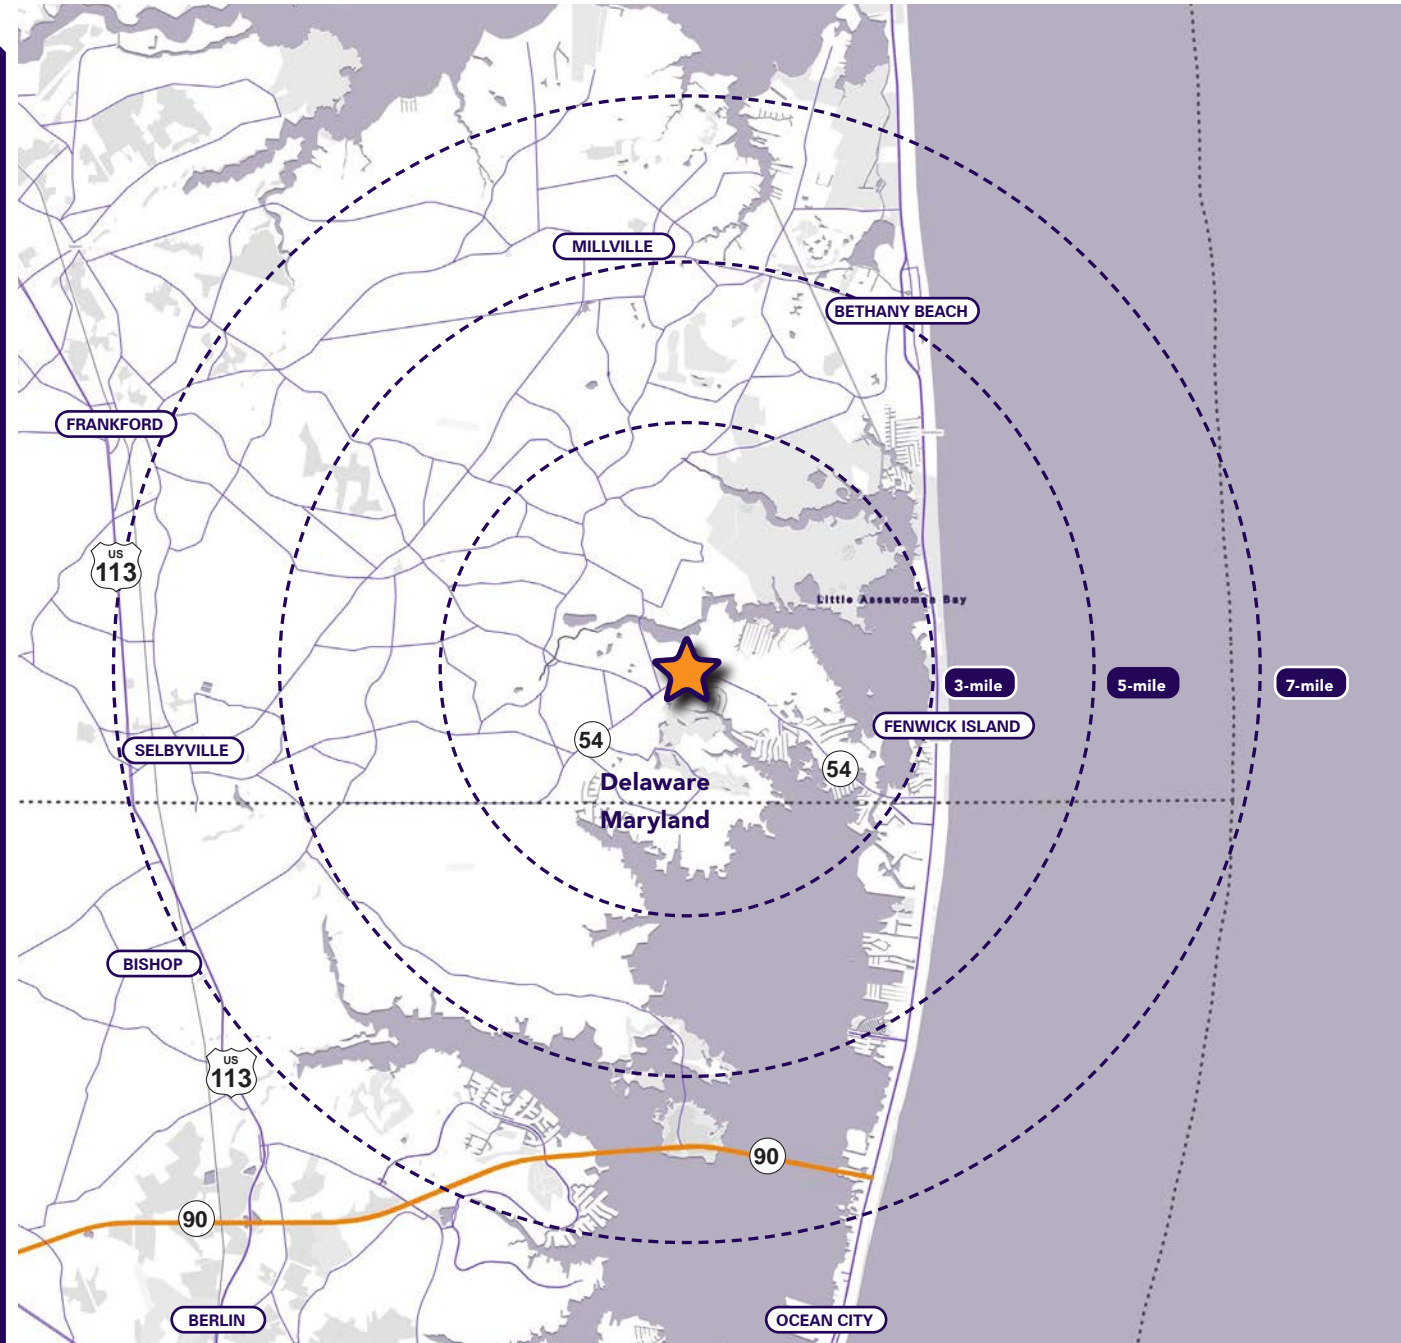 MILLVILLE
BETHANY BEACH
FRANKFORD
US
113
Little Assawoman Bay
3-mile
5-mile
7-mile
FENWICK ISLAND
54
SELBYVILLE
54
Delaware
Maryland
BISHOP
US
113
90
90
BERLIN
OCEAN CITY